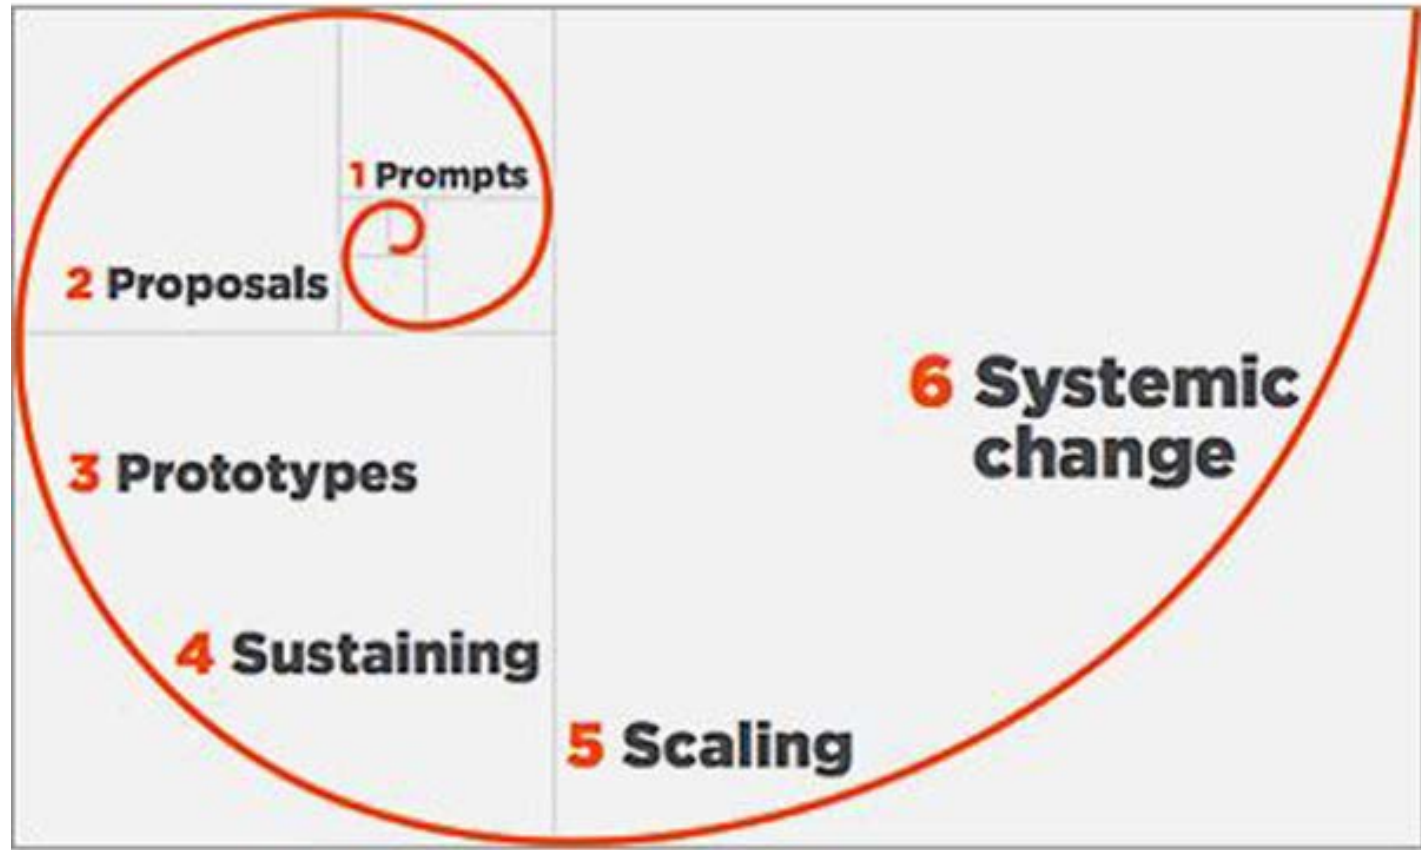 1 Prompts
2 Proposals
3 Prototypes
4 Sustaining
5 Scaling
6 Systemic
change